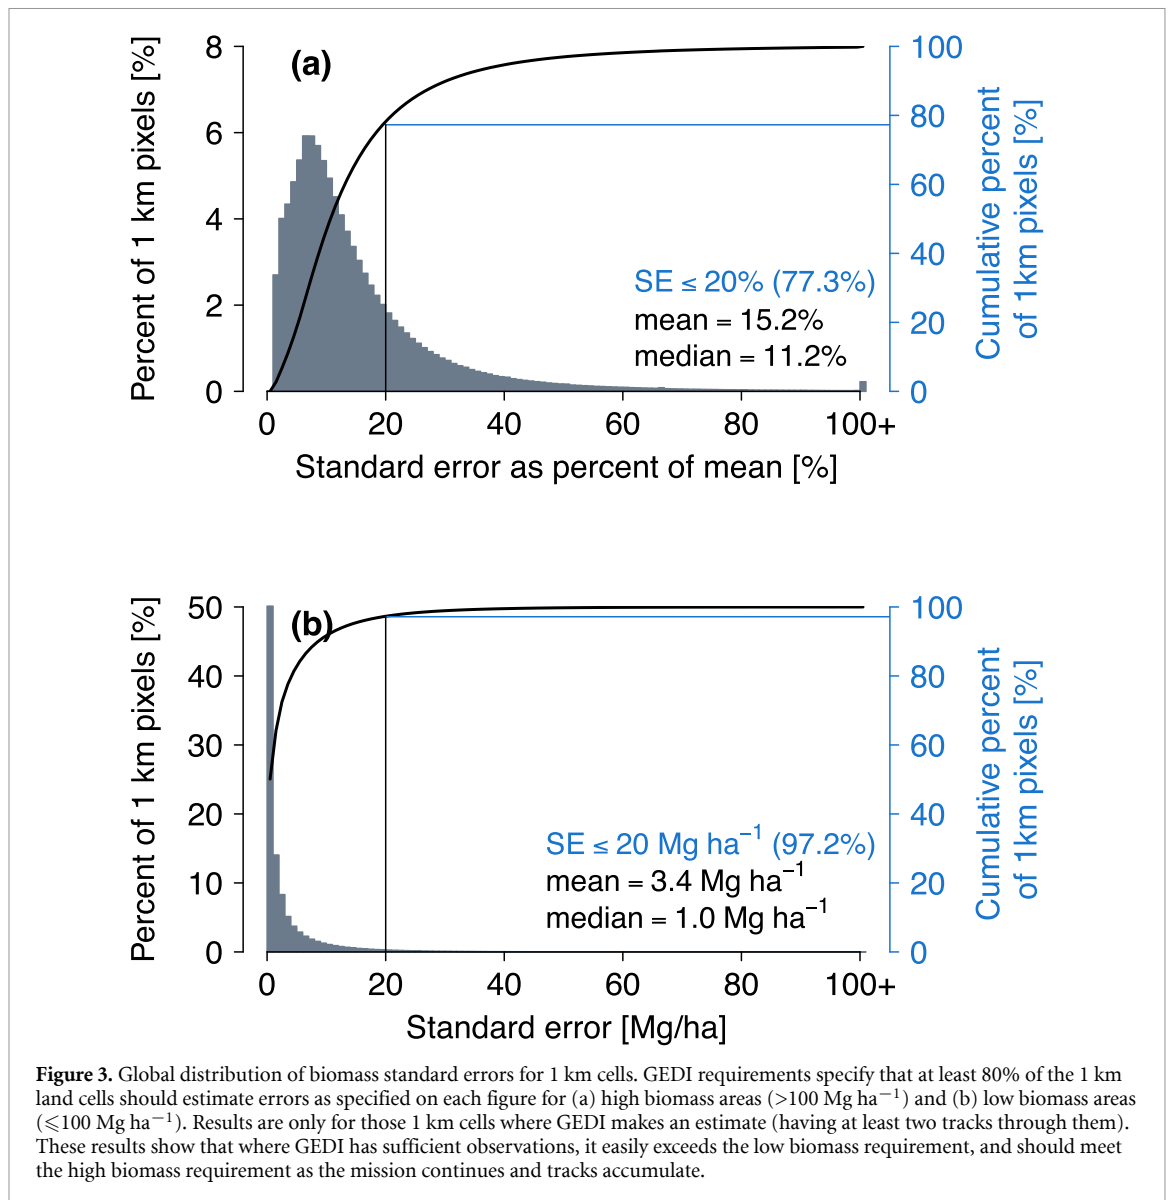 (a)
Percent of 1 km pixels [%]
8
6
4
2
0
100
80
60
40
20
0
Cumulative percent
of 1km pixels [%]
SE ≤ 20% (77.3%)
mean = 15.2%
median = 11.2%
0 20 40 60 80 100+
Standard error as percent of mean [%]
(b)
Percent of 1 km pixels [%]
50
40
30
20
10
0
100
80
60
40
20
0
Cumulative percent
of 1km pixels [%]
SE ≤ 20 Mg ha⁻¹ (97.2%)
mean = 3.4 Mg ha⁻¹
median = 1.0 Mg ha⁻¹
0 20 40 60 80 100+
Standard error [Mg/ha]
Figure 3. Global distribution of biomass standard errors for 1 km cells. GEDI requirements specify that at least 80% of the 1 km
land cells should estimate errors as specified on each figure for (a) high biomass areas (>100 Mg ha⁻¹) and (b) low biomass areas
(⩽100 Mg ha⁻¹). Results are only for those 1 km cells where GEDI makes an estimate (having at least two tracks through them).
These results show that where GEDI has sufficient observations, it easily exceeds the low biomass requirement, and should meet
the high biomass requirement as the mission continues and tracks accumulate.